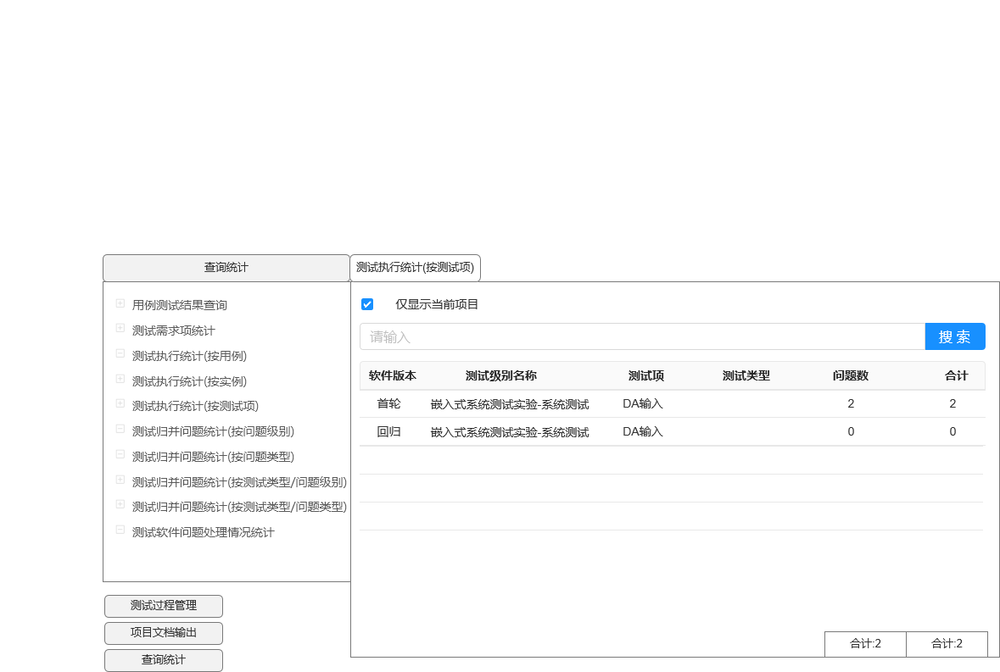 查询统计 测试执行统计(按测试项)
用例测试结果查询
测试需求项统计
测试执行统计(按用例)
测试执行统计(按实例)
测试执行统计(按测试项)
测试归并问题统计(按问题级别)
测试归并问题统计(按问题类型)
测试归并问题统计(按测试类型/问题级别)
测试归并问题统计(按测试类型/问题类型)
测试软件问题处理情况统计
仅显示当前项目
请输入 搜索
软件版本 测试级别名称 测试项 测试类型 问题数 合计
首轮 嵌入式系统测试实验-系统测试 DA输入 2 2
回归 嵌入式系统测试实验-系统测试 DA输入 0 0
合计:2 合计:2
测试过程管理
项目文档输出
查询统计